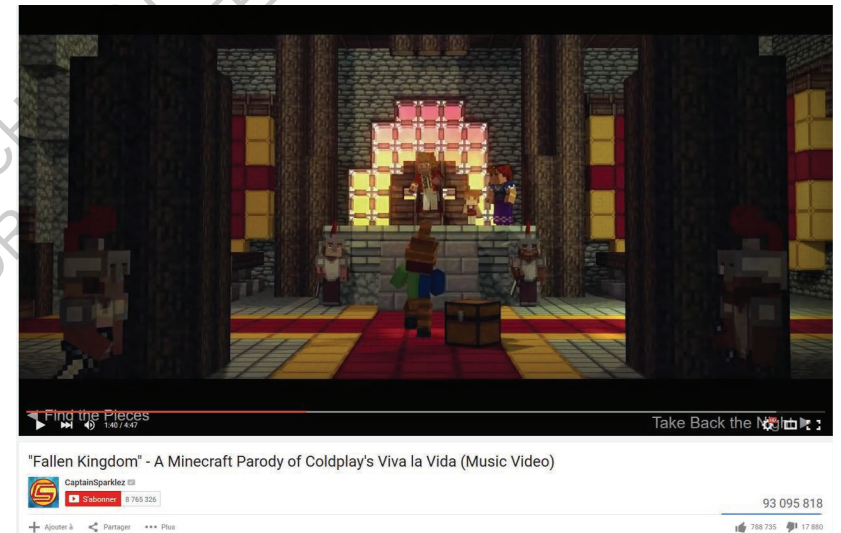 Find the Pieces
Take Back the Night
1:40 / 4:47
"Fallen Kingdom" - A Minecraft Parody of Coldplay's Viva la Vida (Music Video)
CaptainSparklez
S'abonner 8 765 326
93 095 818
Ajouter à Partager Plus
788 735 17 880